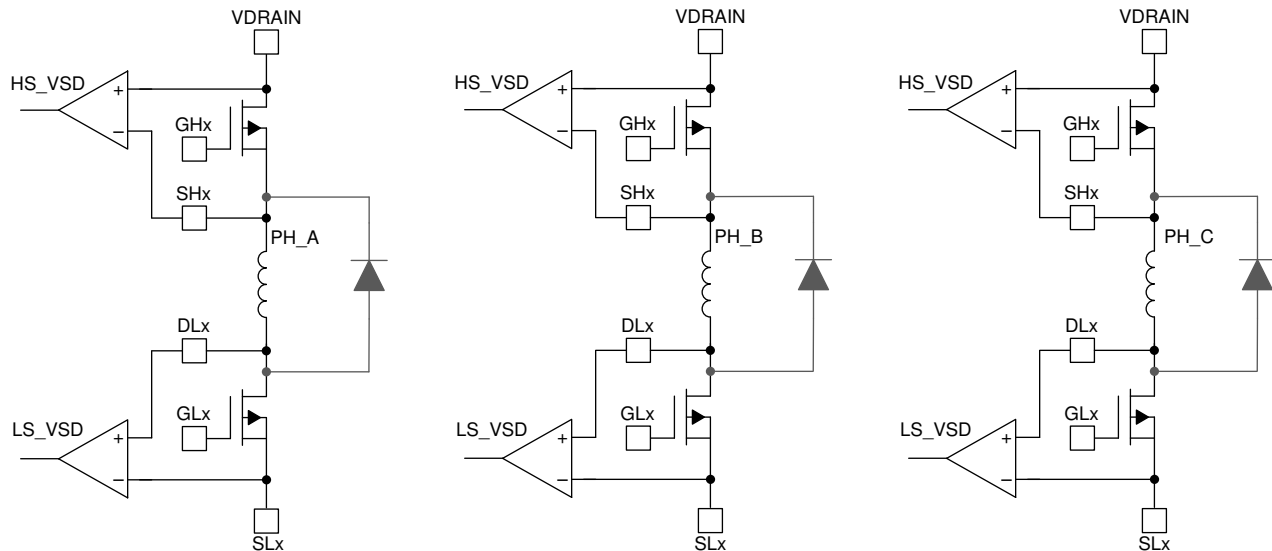 VDRAIN
HS_VSD
+
−
GHx
SHx
PH_A
DLx
GLx
LS_VSD
+
−
SLx
VDRAIN
HS_VSD
+
−
GHx
SHx
PH_B
DLx
GLx
LS_VSD
+
−
SLx
VDRAIN
HS_VSD
+
−
GHx
SHx
PH_C
DLx
GLx
LS_VSD
+
−
SLx